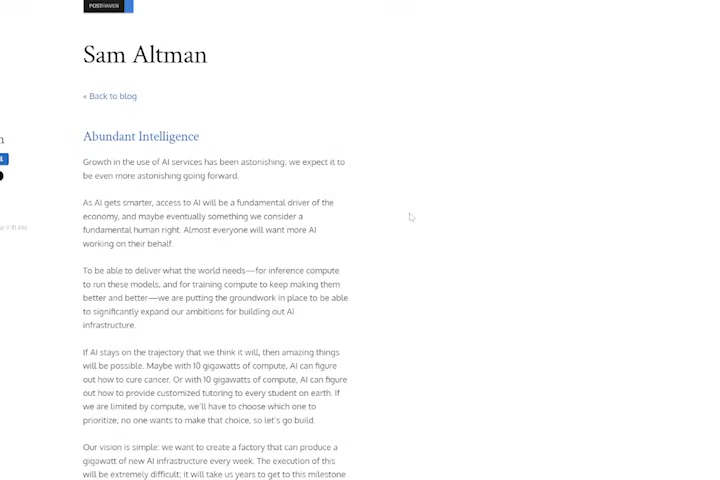 POSTHAVEN
Sam Altman
« Back to blog
Abundant Intelligence
Growth in the use of AI services has been astonishing; we expect it to
be even more astonishing going forward.
As AI gets smarter, access to AI will be a fundamental driver of the
economy, and maybe eventually something we consider a
fundamental human right. Almost everyone will want more AI
working on their behalf.
To be able to deliver what the world needs—for inference compute
to run these models, and for training compute to keep making them
better and better—we are putting the groundwork in place to be able
to significantly expand our ambitions for building out AI
infrastructure.
If AI stays on the trajectory that we think it will, then amazing things
will be possible. Maybe with 10 gigawatts of compute, AI can figure
out how to cure cancer. Or with 10 gigawatts of compute, AI can figure
out how to provide customized tutoring to every student on earth. If
we are limited by compute, we'll have to choose which one to
prioritize; no one wants to make that choice, so let's go build.
Our vision is simple: we want to create a factory that can produce a
gigawatt of new AI infrastructure every week. The execution of this
will be extremely difficult; it will take us years to get to this milestone